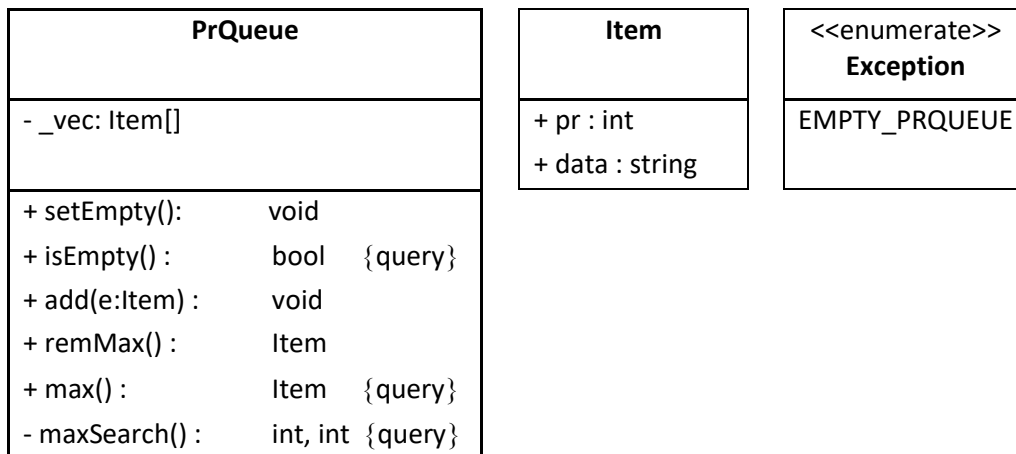 PrQueue
- _vec: Item[]
+ setEmpty(): void
+ isEmpty() : bool {query}
+ add(e:Item) : void
+ remMax() : Item
+ max() : Item {query}
- maxSearch() : int, int {query}
Item
+ pr : int
+ data : string
<<enumerate>>
Exception
EMPTY_PRQUEUE